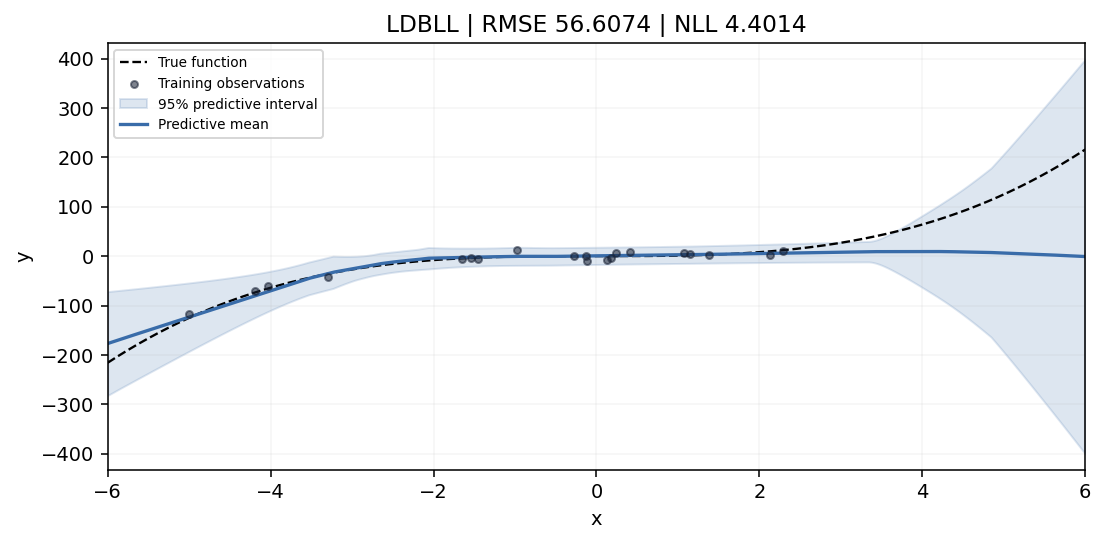 LDBLL | RMSE 56.6074 | NLL 4.4014
True function
Training observations
95% predictive interval
Predictive mean
400
300
200
100
0
−100
−200
−300
−400
y
−6 −4 −2 0 2 4 6
x